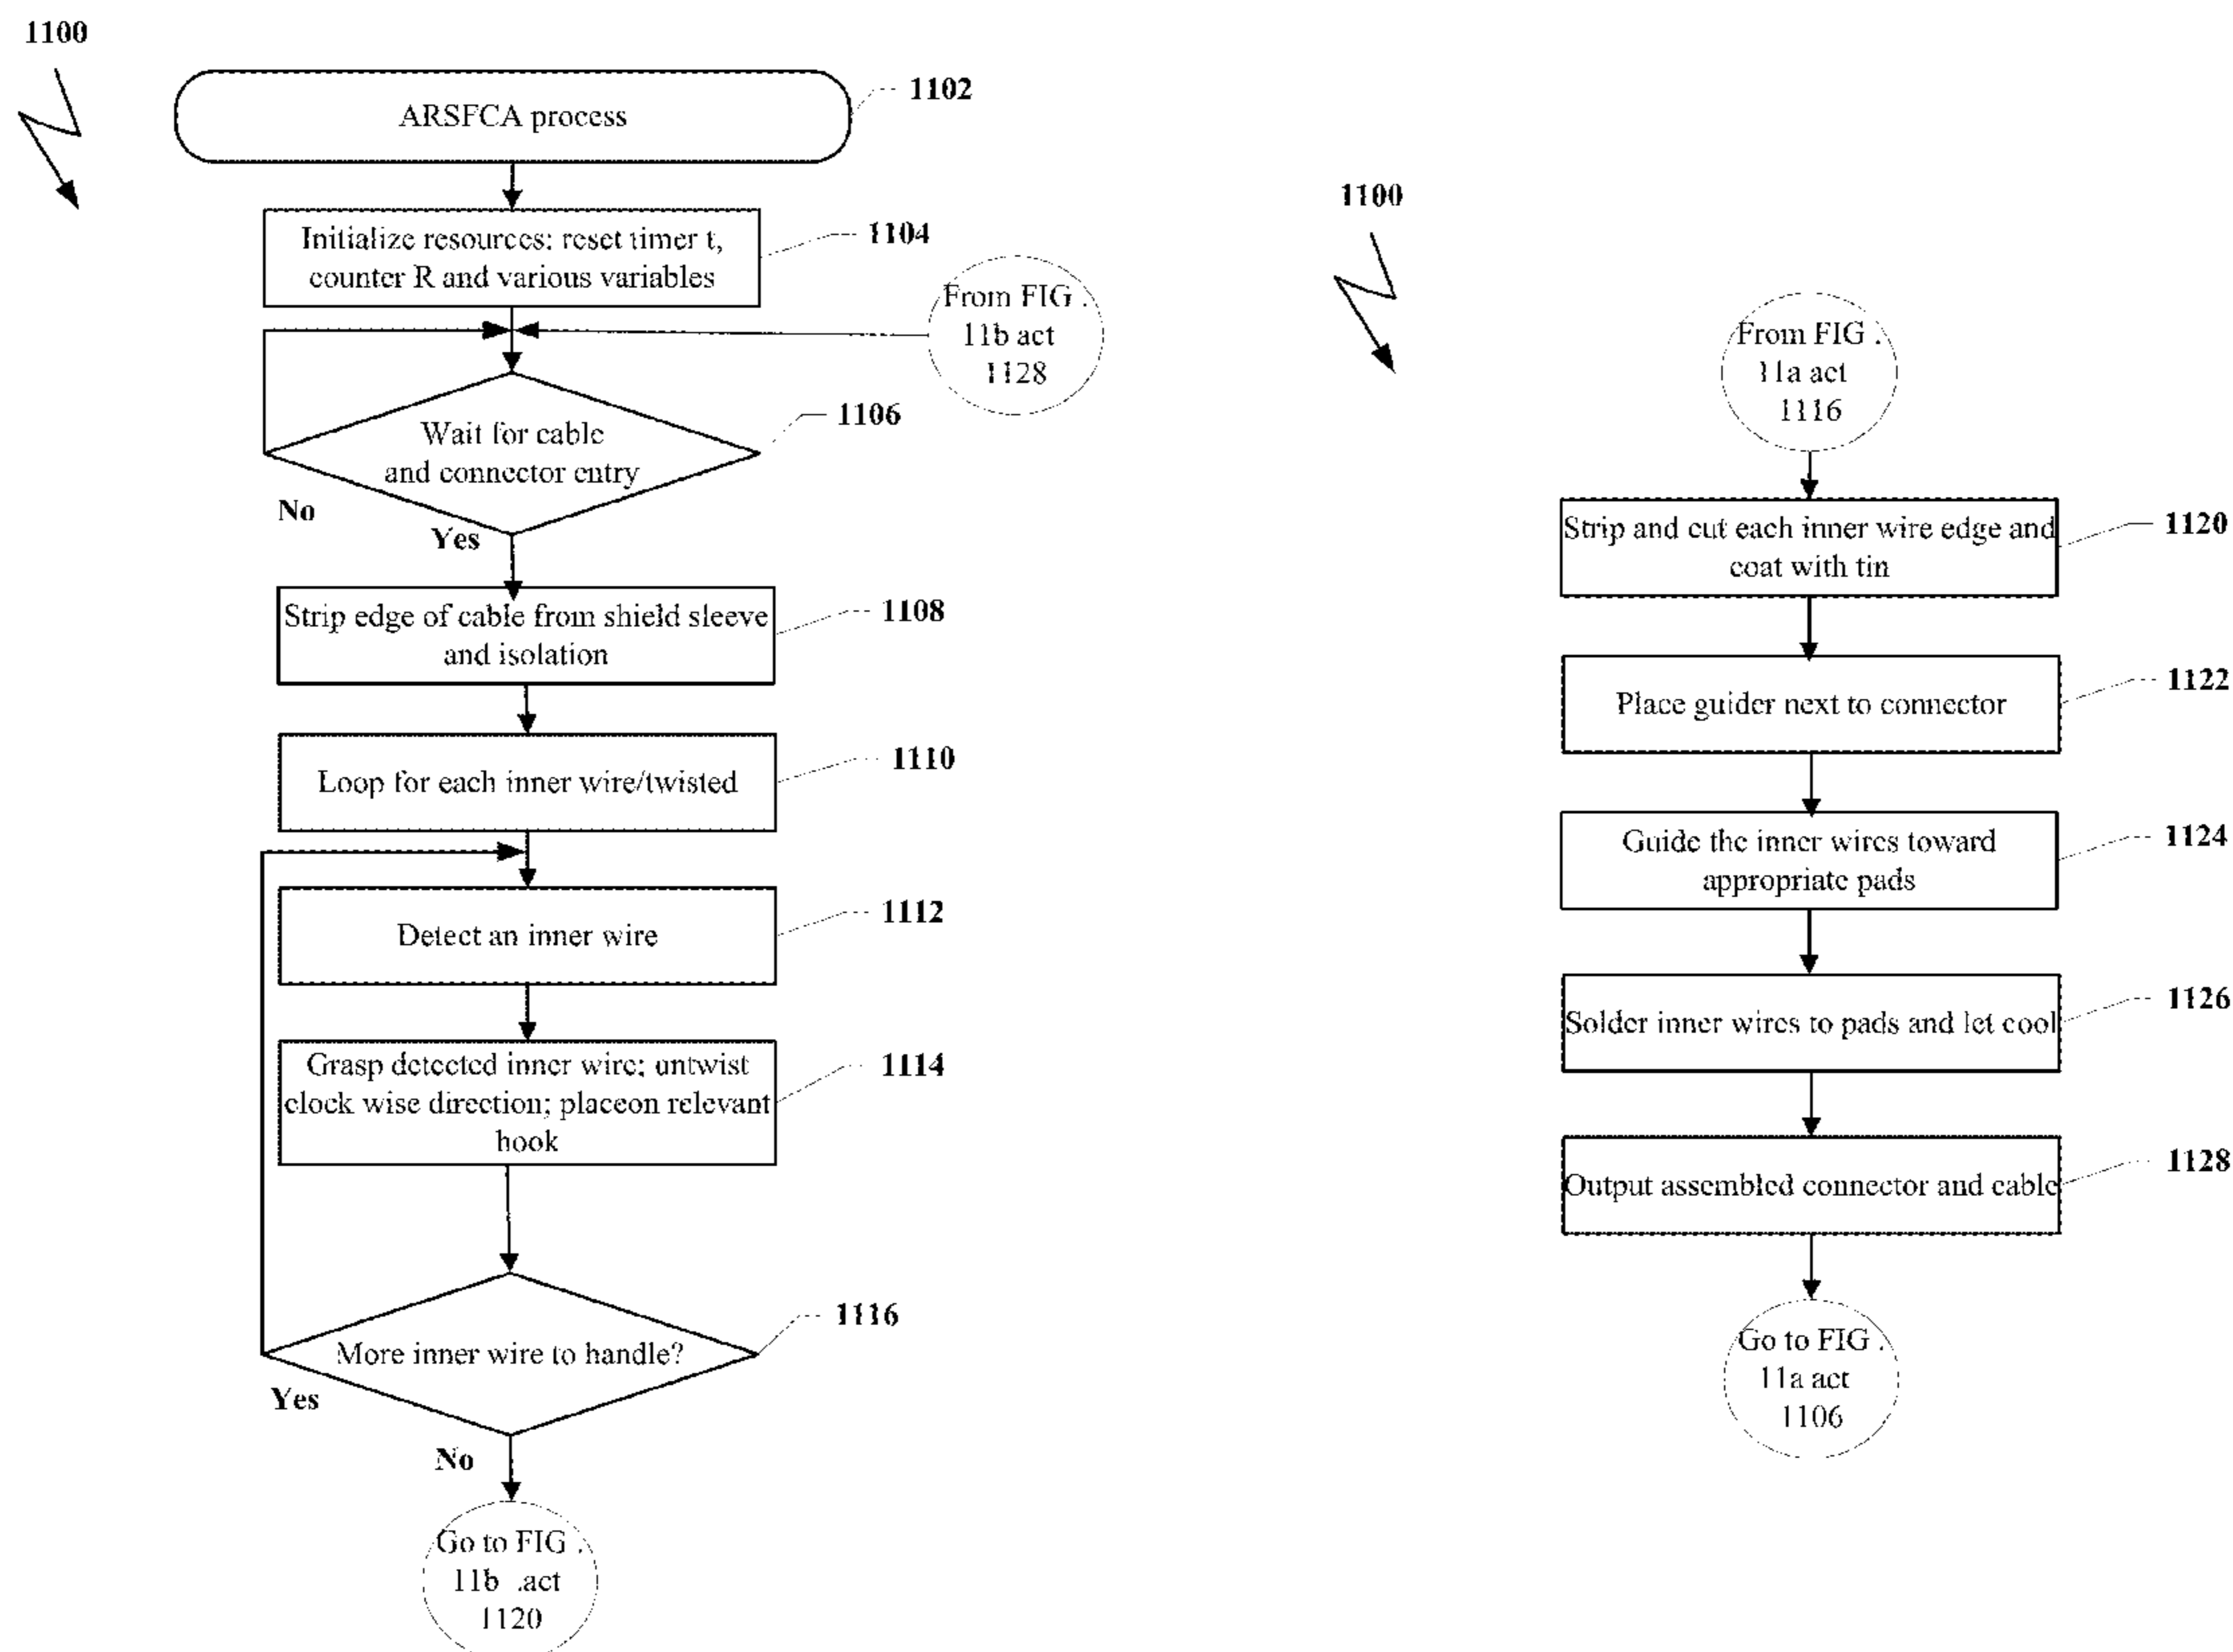 1100
ARSFCA process
1102
Initialize resources: reset timer t,
counter R and various variables
1104
From FIG .
11b act
1128
Wait for cable
and connector entry
1106
No
Yes
Strip edge of cable from shield sleeve
and isolation
1108
Loop for each inner wire/twisted
1110
Detect an inner wire
1112
Grasp detected inner wire; untwist
clock wise direction; placeon relevant
hook
1114
More inner wire to handle?
1116
Yes
No
Go to FIG .
11b .act
1120
1100
From FIG .
11a act
1116
Strip and cut each inner wire edge and
coat with tin
1120
Place guider next to connector
1122
Guide the inner wires toward
appropriate pads
1124
Solder inner wires to pads and let cool
1126
Output assembled connector and cable
1128
Go to FIG .
11a act
1106